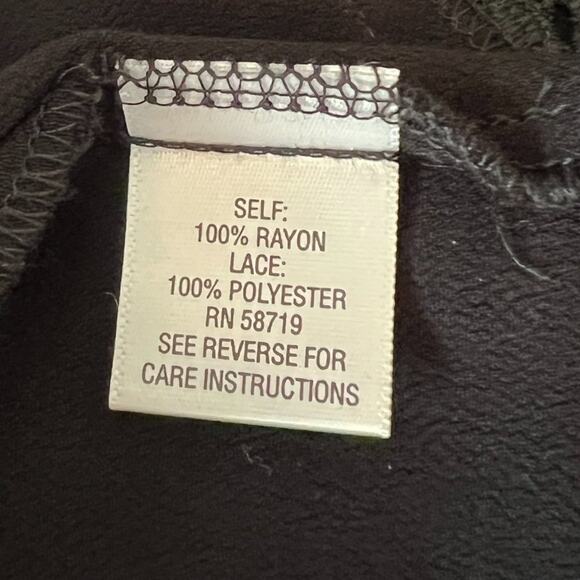 SELF:
100% RAYON
LACE:
100% POLYESTER
RN 58719
SEE REVERSE FOR
CARE INSTRUCTIONS